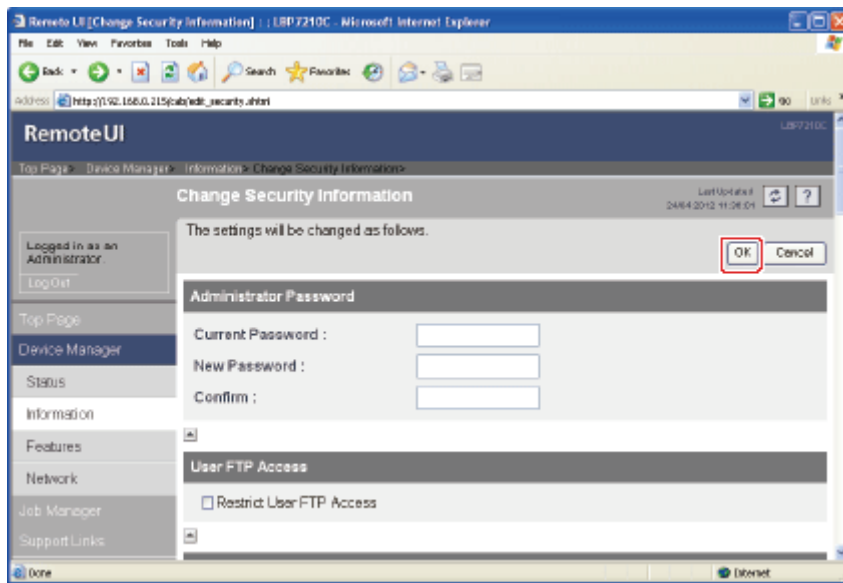 Remote UI [Change Security Information] : : LBP7210C - Microsoft Internet Explorer
File Edit View Favorites Tools Help
Back Search Favorites
Address http://192.168.0.215/cab/edit_security.shtml Go Links
RemoteUI LBP7210C
Top Page> Device Manager> Information> Change Security Information>
Change Security Information Last Updated
24/04/2012 11:36:04 ?
The settings will be changed as follows.
Logged in as an
Administrator.
OK Cancel
Log Out
Administrator Password
Top Page
Current Password :
Device Manager
New Password :
Status
Confirm :
Information
Features
User FTP Access
Network
Restrict User FTP Access
Job Manager
Support Links
Done Internet